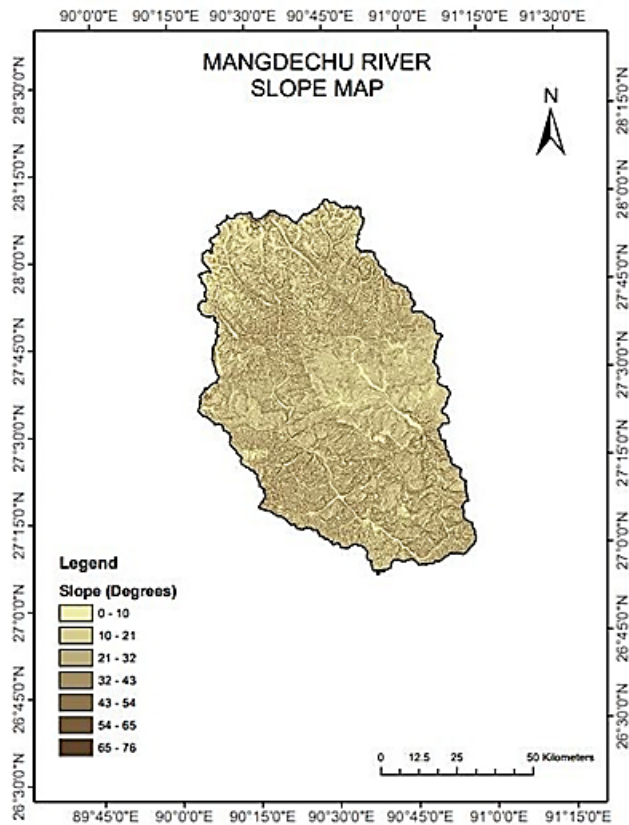 90°0'0"E 90°15'0"E 90°30'0"E 90°45'0"E 91°0'0"E 91°15'0"E 91°30'0"E
MANGDECHU RIVER
SLOPE MAP
N
28°30'0"N
28°15'0"N
28°0'0"N
27°45'0"N
27°30'0"N
27°15'0"N
27°0'0"N
26°45'0"N
26°30'0"N
28°15'0"N
28°0'0"N
27°45'0"N
27°30'0"N
27°15'0"N
27°0'0"N
26°45'0"N
26°30'0"N
Legend
Slope (Degrees)
0 - 10
10 - 21
21 - 32
32 - 43
43 - 54
54 - 65
65 - 76
0 12.5 25 50 Kilometers
89°45'0"E 90°0'0"E 90°15'0"E 90°30'0"E 90°45'0"E 91°0'0"E 91°15'0"E